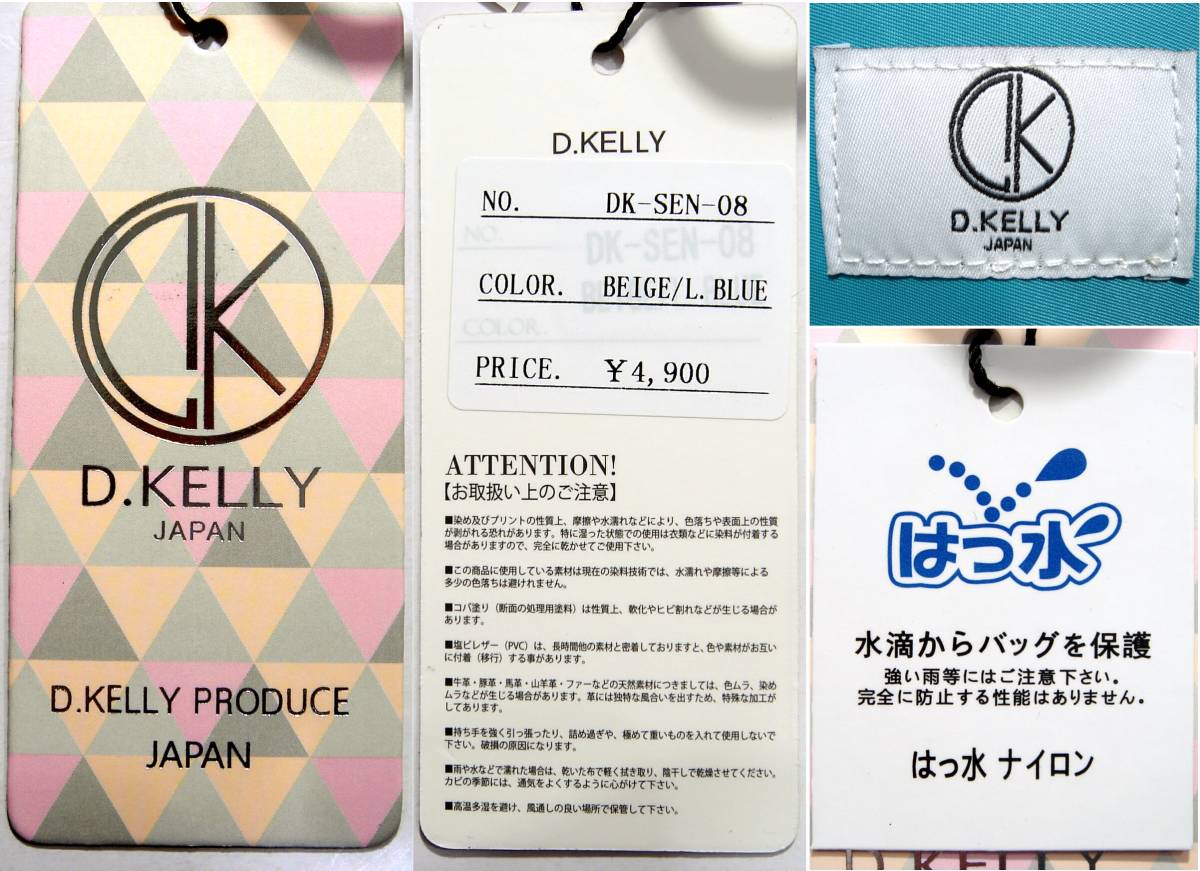 D.KELLY
JAPAN
D.KELLY PRODUCE
JAPAN
D.KELLY
NO. DK-SEN-08
COLOR. BEIGE/L. BLUE
PRICE. ¥4,900
ATTENTION!
【お取扱い上のご注意】
■染め及びプリントの性質上、摩擦や水濡れなどにより、色落ちや表面上の性質
が剥がれる恐れがあります。特に湿った状態での使用は衣類などに染料が付着する
場合がありますので、完全に乾かせてご使用下さい。
■この商品に使用している素材は現在の染料技術では、水濡れや摩擦等による
多少の色落ちは避けれません。
■コバ塗り（断面の処理用塗料）は性質上、軟化やヒビ割れなどが生じる場合が
あります。
■塩ビレザー（PVC）は、長時間他の素材と密着しておりますと、色や素材がお互い
に付着（移行）する事があります。
■牛革・豚革・馬革・山羊革・ファーなどの天然素材につきましては、色ムラ、染め
ムラなどが生じる場合があります。革には独特な風合いを出すため、特殊な加工が
してあります。
■持ち手を強く引っ張ったり、詰め過ぎや、極めて重いものを入れて使用しないで
下さい。破損の原因になります。
■雨や水などで濡れた場合は、乾いた布で軽く拭き取り、陰干しで乾燥させてください。
カビの季節には、通気をよくするように心がけて下さい。
■高温多湿を避け、風通しの良い場所で保管して下さい。
D.KELLY
JAPAN
はっ水
水滴からバッグを保護
強い雨等にはご注意下さい。
完全に防止する性能はありません。
はっ水 ナイロン
D.KELLY